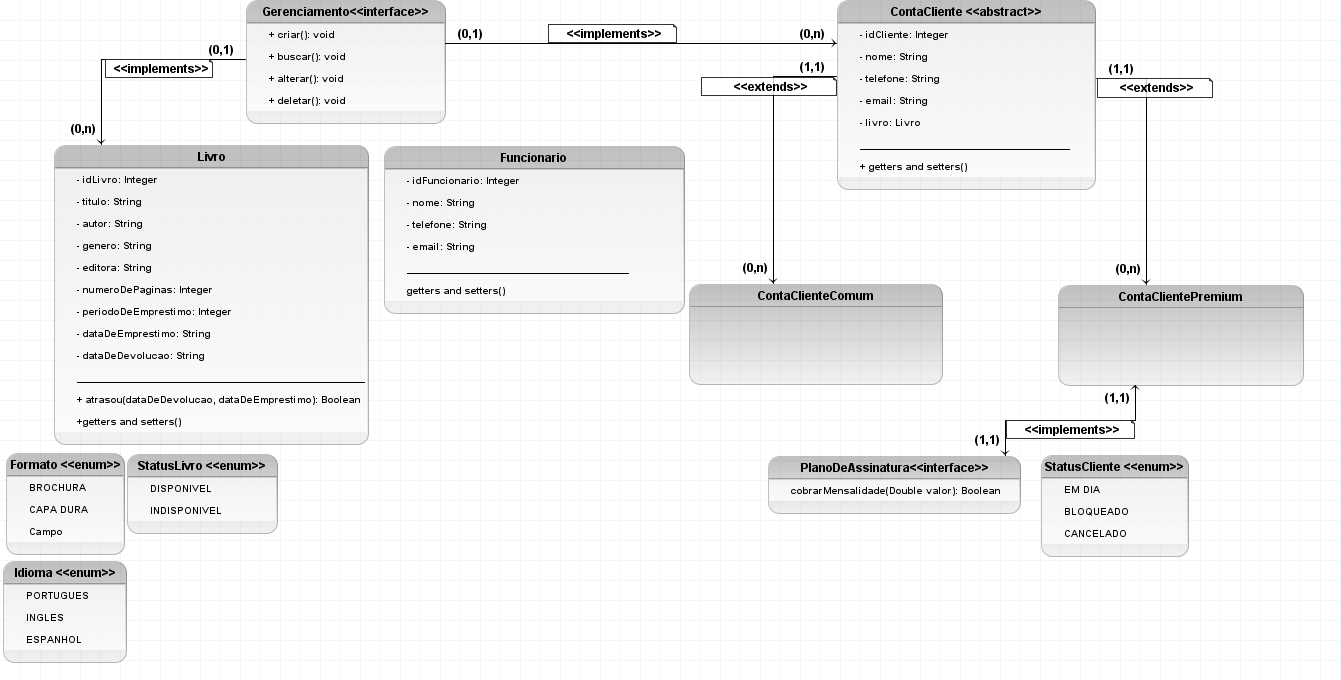 Gerenciamento<<interface>>
+ criar(): void
+ buscar(): void
+ alterar(): void
+ deletar(): void
(0,1)
<<implements>>
(0,n)
(0,1)
<<implements>>
(0,n)
ContaCliente <<abstract>>
- idCliente: Integer
- nome: String
- telefone: String
- email: String
- livro: Livro
+ getters and setters()
(1,1)
<<extends>>
(0,n)
(1,1)
<<extends>>
(0,n)
Livro
- idLivro: Integer
- titulo: String
- autor: String
- genero: String
- editora: String
- numeroDePaginas: Integer
- periodoDeEmprestimo: Integer
- dataDeEmprestimo: String
- dataDeDevolucao: String
+ atrasou(dataDeDevolucao, dataDeEmprestimo): Boolean
+getters and setters()
Funcionario
- idFuncionario: Integer
- nome: String
- telefone: String
- email: String
getters and setters()
ContaClienteComum
ContaClientePremium
(1,1)
<<implements>>
(1,1)
Formato <<enum>>
BROCHURA
CAPA DURA
Campo
StatusLivro <<enum>>
DISPONIVEL
INDISPONIVEL
PlanoDeAssinatura<<interface>>
cobrarMensalidade(Double valor): Boolean
StatusCliente <<enum>>
EM DIA
BLOQUEADO
CANCELADO
Idioma <<enum>>
PORTUGUES
INGLES
ESPANHOL